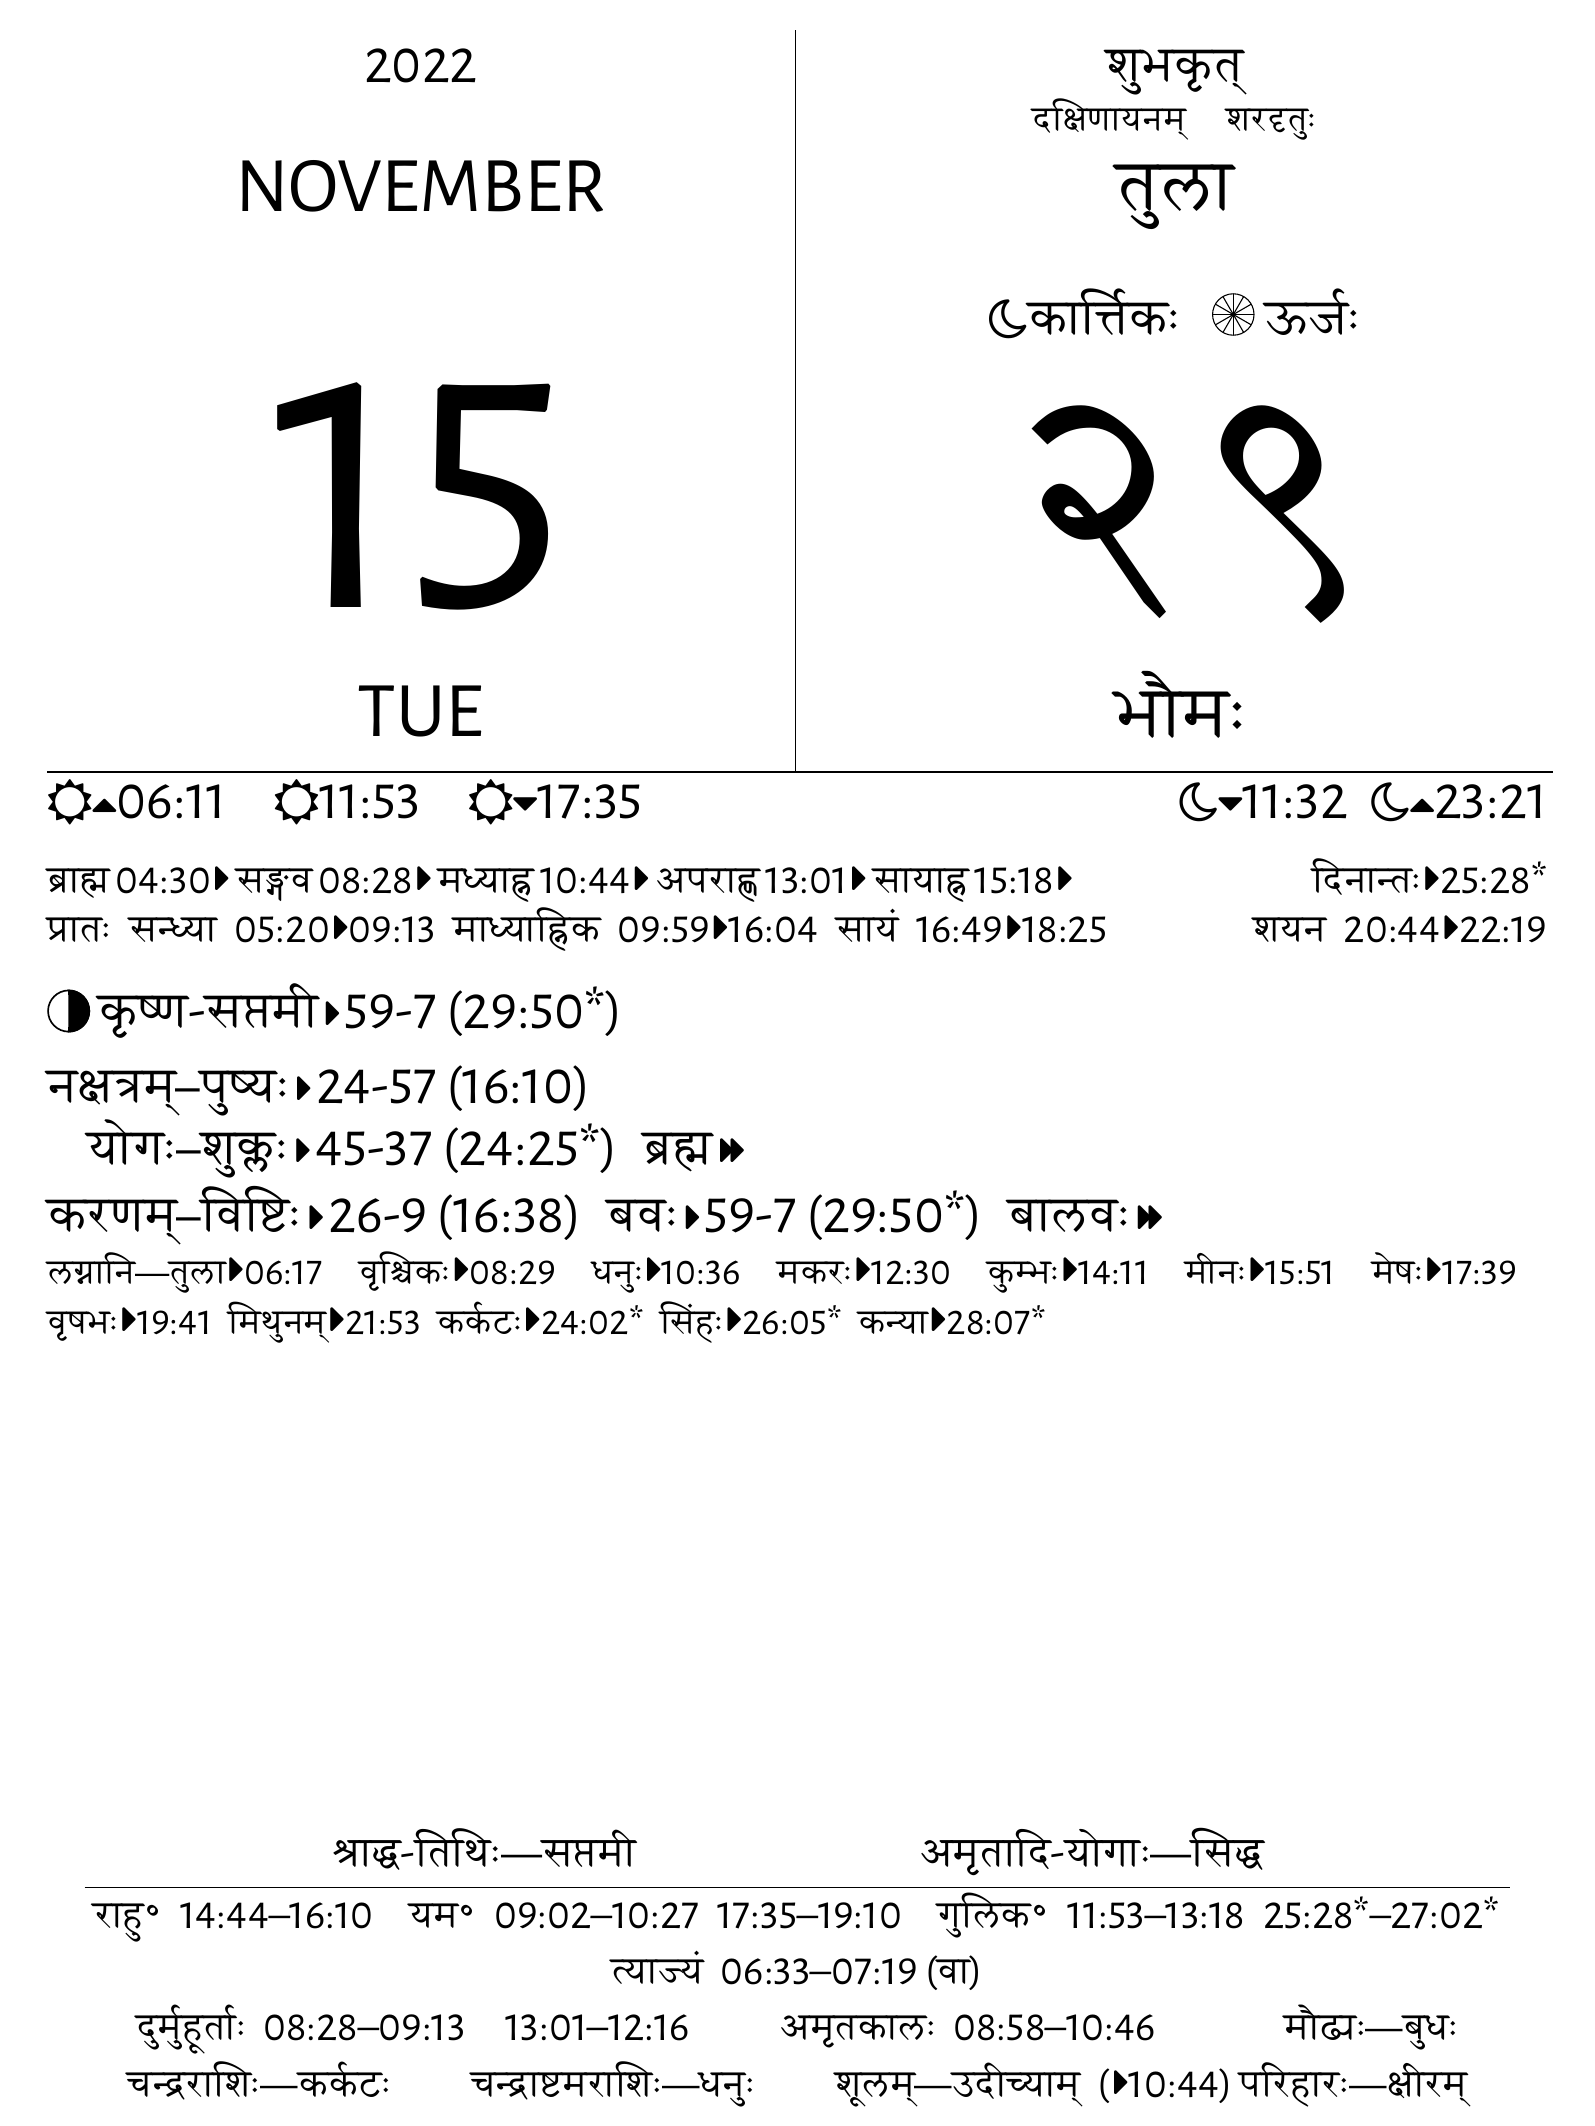 2022
NOVEMBER
15
TUE
शुभकृत्
दक्षिणायनम् शरदृतुः
तुला
कार्त्तिकः ऊर्जः
२९
भौमः
06:11 11:53 17:35 11:32 23:21
ब्राह्म 04:30 सङ्गव 08:28 मध्याह्न 10:44 अपराह्ण 13:01 सायाह्न 15:18 दिनान्तः 25:28*
प्रातः सन्ध्या 05:20 09:13 माध्याह्निक 09:59 16:04 सायं 16:49 18:25 शयन 20:44 22:19
कृष्ण-सप्तमी 59-7 (29:50*)
नक्षत्रम्–पुष्यः 24-57 (16:10)
योगः–शुक्लः 45-37 (24:25*) ब्रह्म
करणम्–विष्टिः 26-9 (16:38) बवः 59-7 (29:50*) बालवः
लग्नानि—तुला 06:17 वृश्चिकः 08:29 धनुः 10:36 मकरः 12:30 कुम्भः 14:11 मीनः 15:51 मेषः 17:39
वृषभः 19:41 मिथुनम् 21:53 कर्कटः 24:02* सिंहः 26:05* कन्या 28:07*
श्राद्ध-तिथिः—सप्तमी अमृतादि-योगाः—सिद्ध
राहु॰ 14:44–16:10 यम॰ 09:02–10:27 17:35–19:10 गुलिक॰ 11:53–13:18 25:28*–27:02*
त्याज्यं 06:33–07:19 (वा)
दुर्मुहूर्ताः 08:28–09:13 13:01–12:16 अमृतकालः 08:58–10:46 मौढ्यः—बुधः
चन्द्रराशिः—कर्कटः चन्द्राष्टमराशिः—धनुः शूलम्—उदीच्याम् (10:44) परिहारः—क्षीरम्